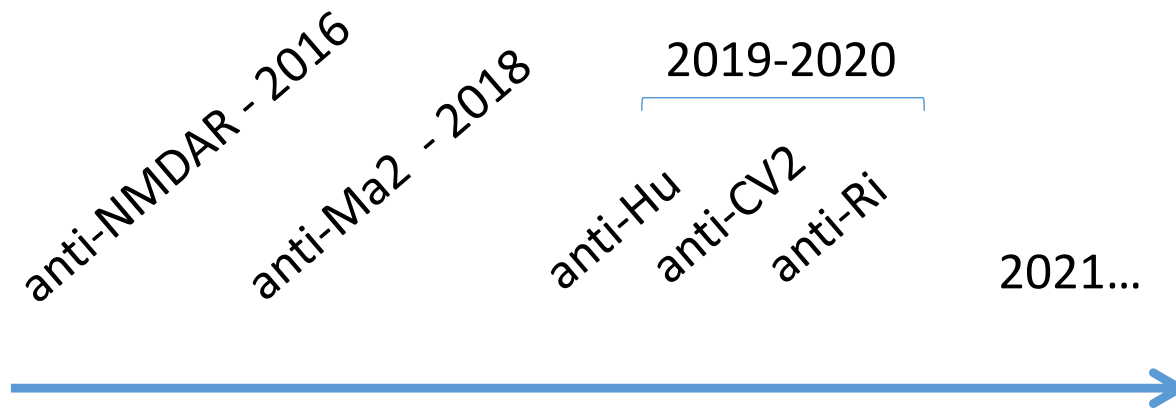 anti-NMDAR - 2016
anti-Ma2 - 2018
2019-2020
anti-Hu
anti-CV2
anti-Ri
2021...